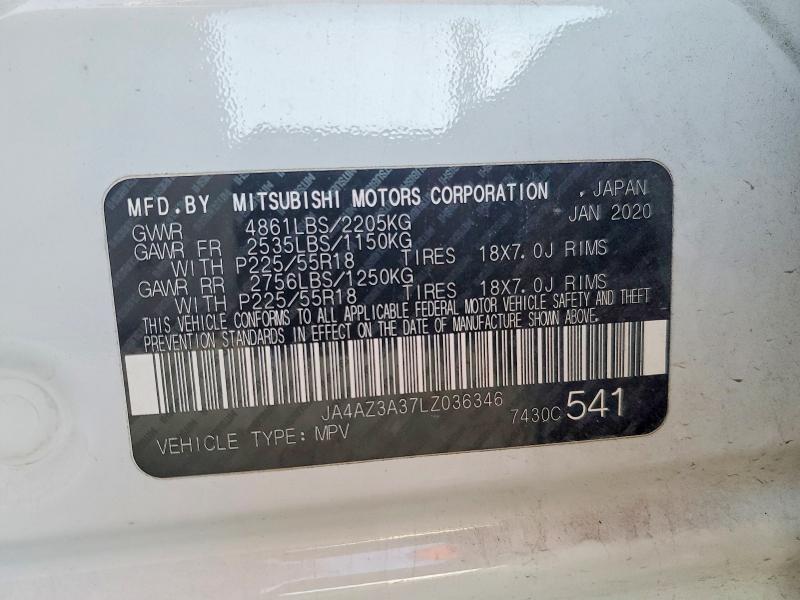 MFD.BY MITSUBISHI MOTORS CORPORATION , JAPAN
JAN 2020
GVWR 4861LBS/2205KG
GAWR FR 2535LBS/1150KG
WITH P225/55R18 TIRES 18X7.0J RIMS
GAWR RR 2756LBS/1250KG
WITH P225/55R18 TIRES 18X7.0J RIMS
THIS VEHICLE CONFORMS TO ALL APPLICABLE FEDERAL MOTOR VEHICLE SAFETY AND THEFT
PREVENTION STANDARDS IN EFFECT ON THE DATE OF MANUFACTURE SHOWN ABOVE.
JA4AZ3A37LZ036346
7430C 541
VEHICLE TYPE: MPV